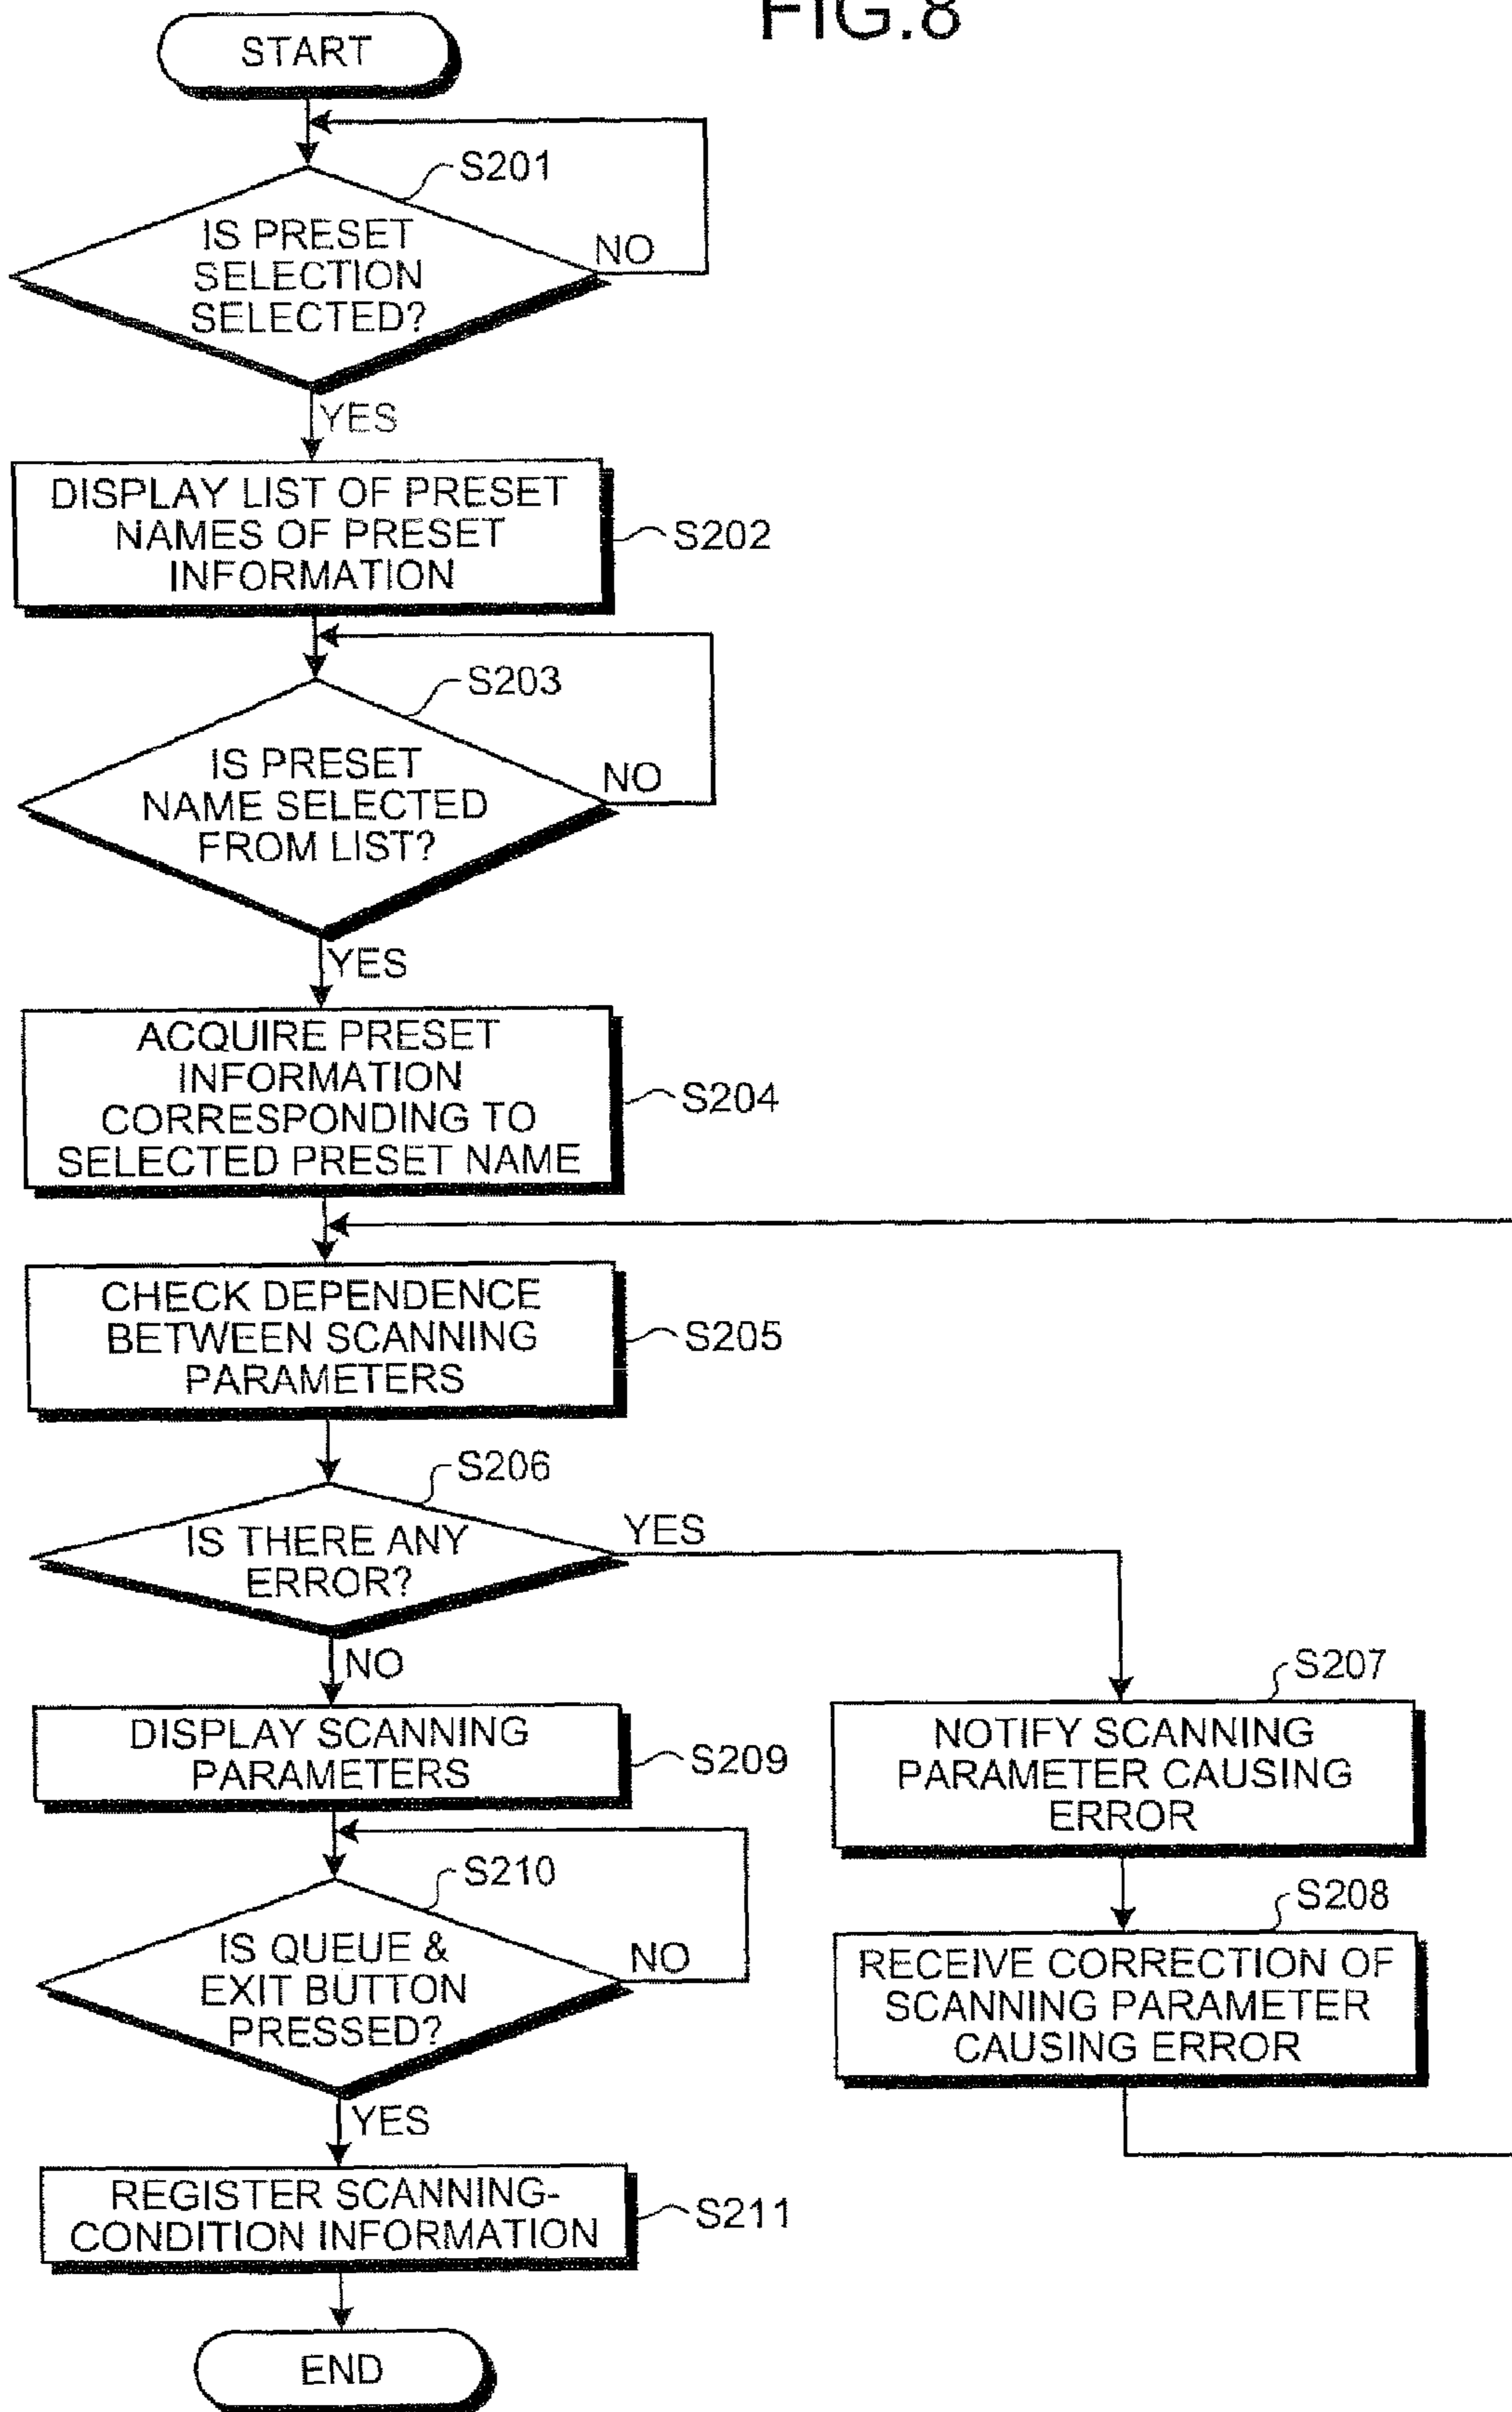 FIG.8
START
S201
IS PRESET
SELECTION
SELECTED?
NO
YES
DISPLAY LIST OF PRESET
NAMES OF PRESET
INFORMATION
S202
S203
IS PRESET
NAME SELECTED
FROM LIST?
NO
YES
ACQUIRE PRESET
INFORMATION
CORRESPONDING TO
SELECTED PRESET NAME
S204
CHECK DEPENDENCE
BETWEEN SCANNING
PARAMETERS
S205
S206
IS THERE ANY
ERROR?
YES
NO
S207
NOTIFY SCANNING
PARAMETER CAUSING
ERROR
S208
RECEIVE CORRECTION OF
SCANNING PARAMETER
CAUSING ERROR
DISPLAY SCANNING
PARAMETERS
S209
S210
IS QUEUE &
EXIT BUTTON
PRESSED?
NO
YES
REGISTER SCANNING-
CONDITION INFORMATION
S211
END